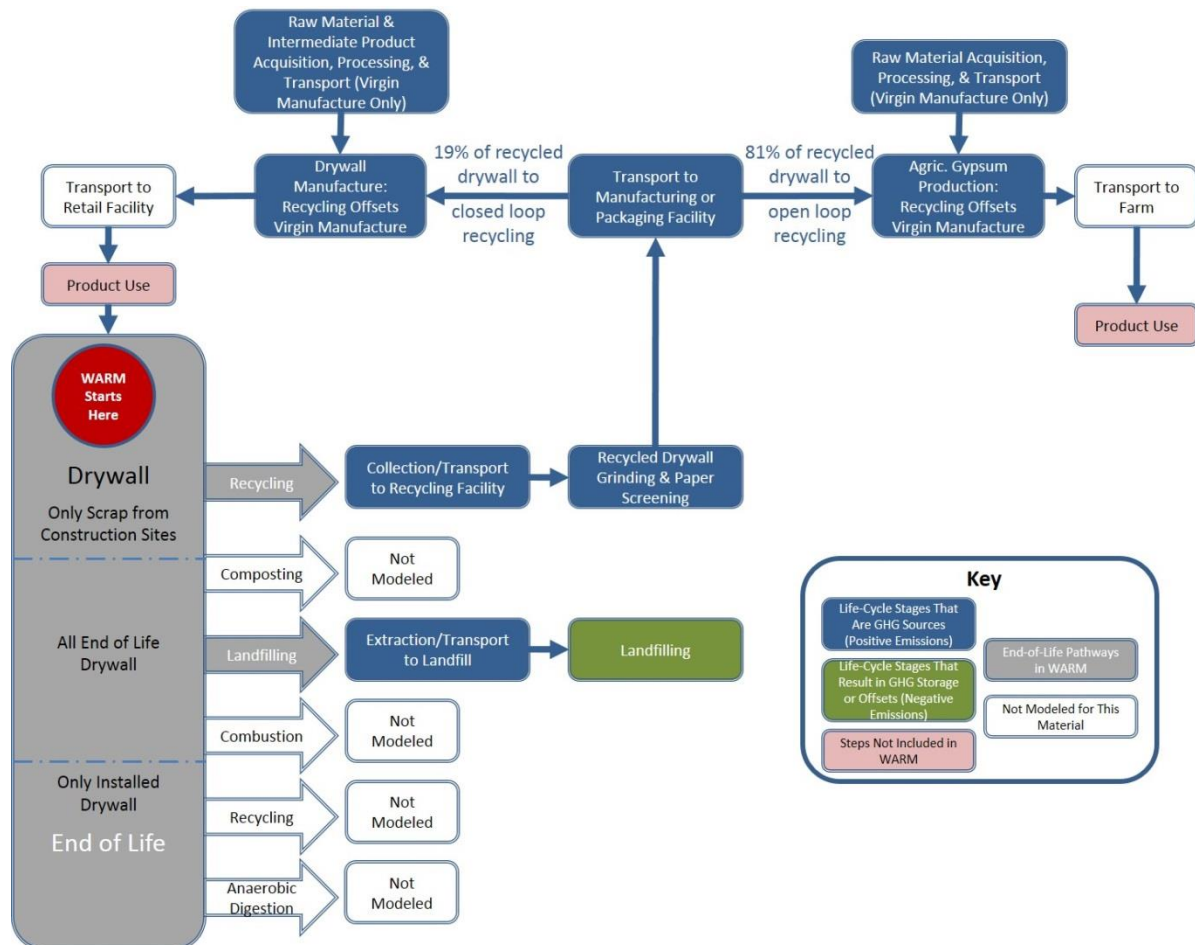 Raw Material &
Intermediate Product
Acquisition, Processing, &
Transport (Virgin
Manufacture Only)
Raw Material Acquisition,
Processing, & Transport
(Virgin Manufacture Only)
Transport to
Retail Facility
Drywall
Manufacture:
Recycling Offsets
Virgin Manufacture
19% of recycled
drywall to
closed loop
recycling
Transport to
Manufacturing or
Packaging Facility
81% of recycled
drywall to
open loop
recycling
Agric. Gypsum
Production:
Recycling Offsets
Virgin Manufacture
Transport to
Farm
Product Use
Product Use
WARM
Starts
Here
Drywall
Only Scrap from
Construction Sites
Recycling
Collection/Transport
to Recycling Facility
Recycled Drywall
Grinding & Paper
Screening
Composting
Not
Modeled
All End of Life
Drywall
Landfilling
Extraction/Transport
to Landfill
Landfilling
Combustion
Not
Modeled
Only Installed
Drywall
End of Life
Recycling
Not
Modeled
Anaerobic
Digestion
Not
Modeled
Key
Life-Cycle Stages That
Are GHG Sources
(Positive Emissions)
Life-Cycle Stages That
Result in GHG Storage
or Offsets (Negative
Emissions)
Steps Not Included in
WARM
End-of-Life Pathways
in WARM
Not Modeled for This
Material